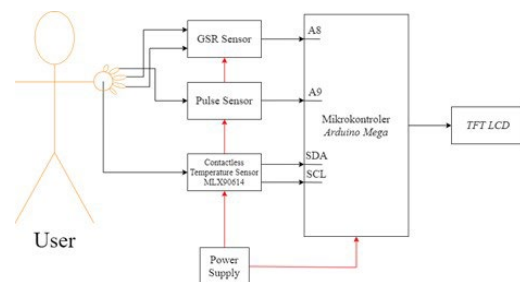 GSR Sensor
A8
Pulse Sensor
A9
Mikrokontroler
Arduino Mega
TFT LCD
Contactless
Temperature Sensor
MLX90614
SDA
SCL
User
Power
Supply